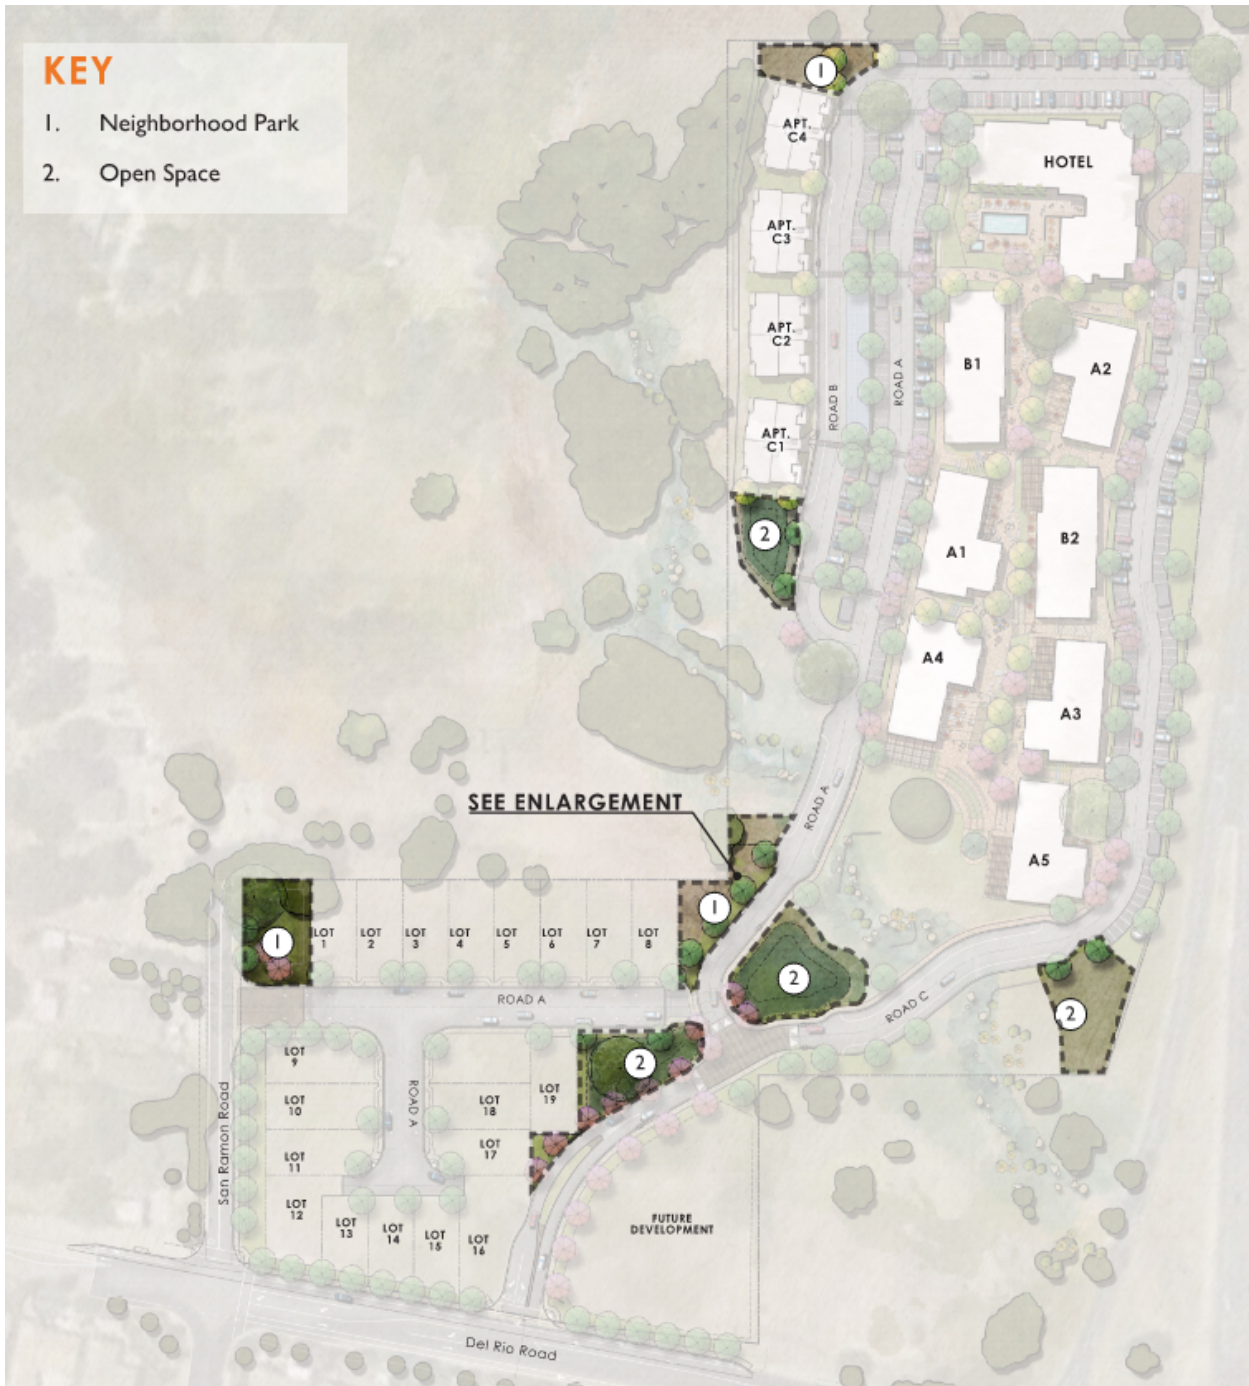 KEY
1. Neighborhood Park
2. Open Space
1
APT.
C4
HOTEL
APT.
C3
APT.
C2
B1
A2
ROAD B
ROAD A
APT.
C1
2
A1
B2
A4
A3
SEE ENLARGEMENT
ROAD A
A5
1
LOT
1
LOT
2
LOT
3
LOT
4
LOT
5
LOT
6
LOT
7
LOT
8
1
2
ROAD A
ROAD C
2
LOT
9
2
LOT
10
ROAD A
LOT
18
LOT
19
LOT
11
LOT
17
San Ramon Road
LOT
12
LOT
13
LOT
14
LOT
15
LOT
16
FUTURE
DEVELOPMENT
Del Rio Road